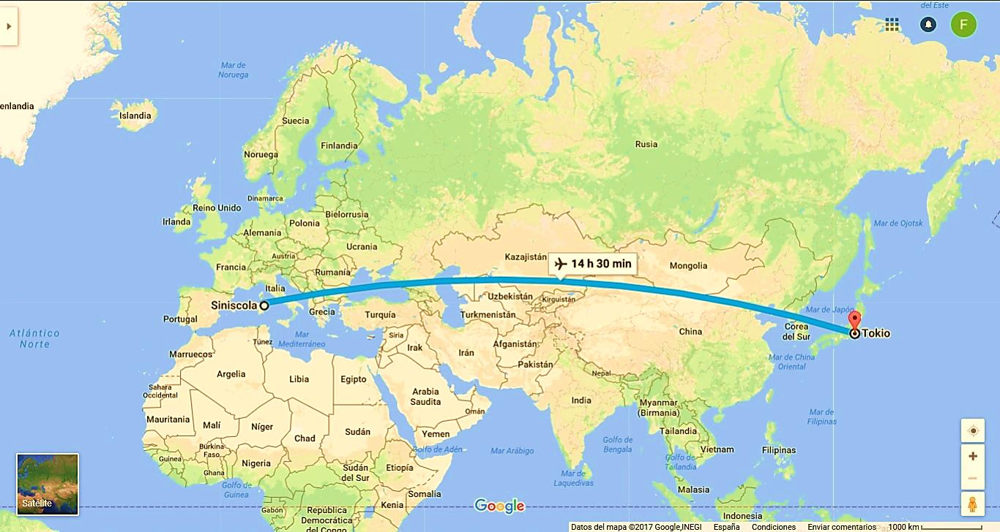 del Este
F
Mar de
Noruega
enlandia
Islandia
Suecia
Finlandia
Noruega
Rusia
Dinamarca
Reino Unido
Irlanda
Bielorrusia
Polonia
Alemania
Mar de Ojotsk
Ucrania
Austria
Francia
Rumanía
Kazajistán
14 h 30 min
Mongolia
Italia
Siniscola
Uzbekistán
Kirguistán
Portugal
Grecia
Turquía
Turkmenistán
Mar de Japón
Corea
del Sur
Tokio
Atlántico
Norte
Mar
Mediterráneo
Túnez
Siria
Irak
Irán
Afganistán
China
Marruecos
Pakistán
Mar de China
Oriental
Argelia
Libia
Egipto
Nepal
Sahara
Occidental
Arabia
Saudita
India
Omán
Myanmar
(Birmania)
Mar de
Filipinas
Mauritania
Malí
Níger
Chad
Sudán
Yemen
Tailandia
Burkina
Faso
Golfo de Adén
Mar Arábigo
Golfo de
Bengala
Vietnam
Filipinas
Guinea
Ghana
Nigeria
Sudán
del Sur
Etiopía
Golfo de
Tailandia
Mar de
Laquedivas
Golfo de
Guinea
Somalia
Malasia
Satélite
Gabón
República
Democrática
del Congo
Kenia
Google
Indonesia
Datos del mapa ©2017 Google,INEGI España Condiciones Enviar comentarios 1000 km